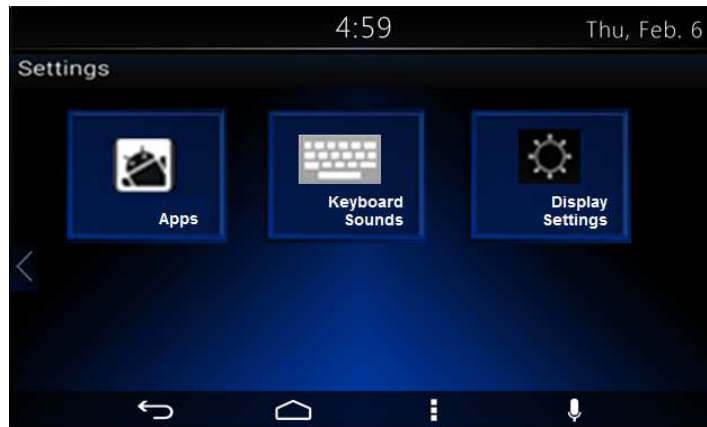 4:59
Thu, Feb. 6
Settings
Apps
Keyboard
Sounds
Display
Settings